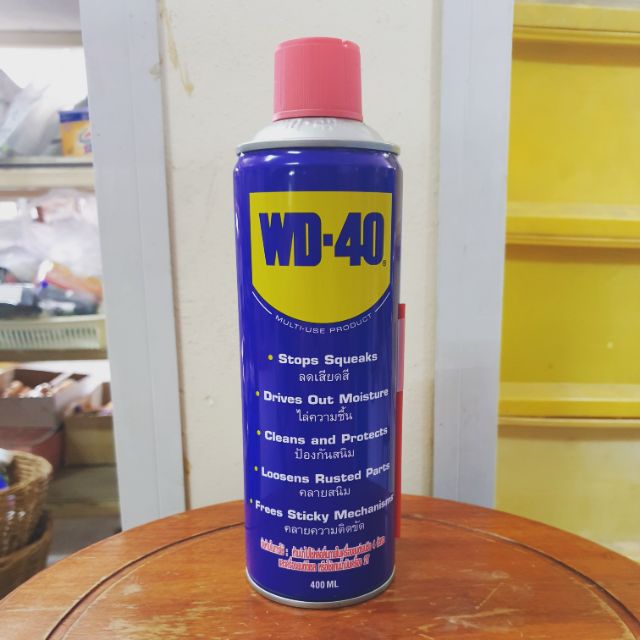 WD-40
MULTI-USE PRODUCT
• Stops Squeaks
ลดเสียดสี
• Drives Out Moisture
ไล่ความชื้น
• Cleans and Protects
ป้องกันสนิม
• Loosens Rusted Parts
คลายสนิม
• Frees Sticky Mechanisms
คลายความติดขัด
400 ML